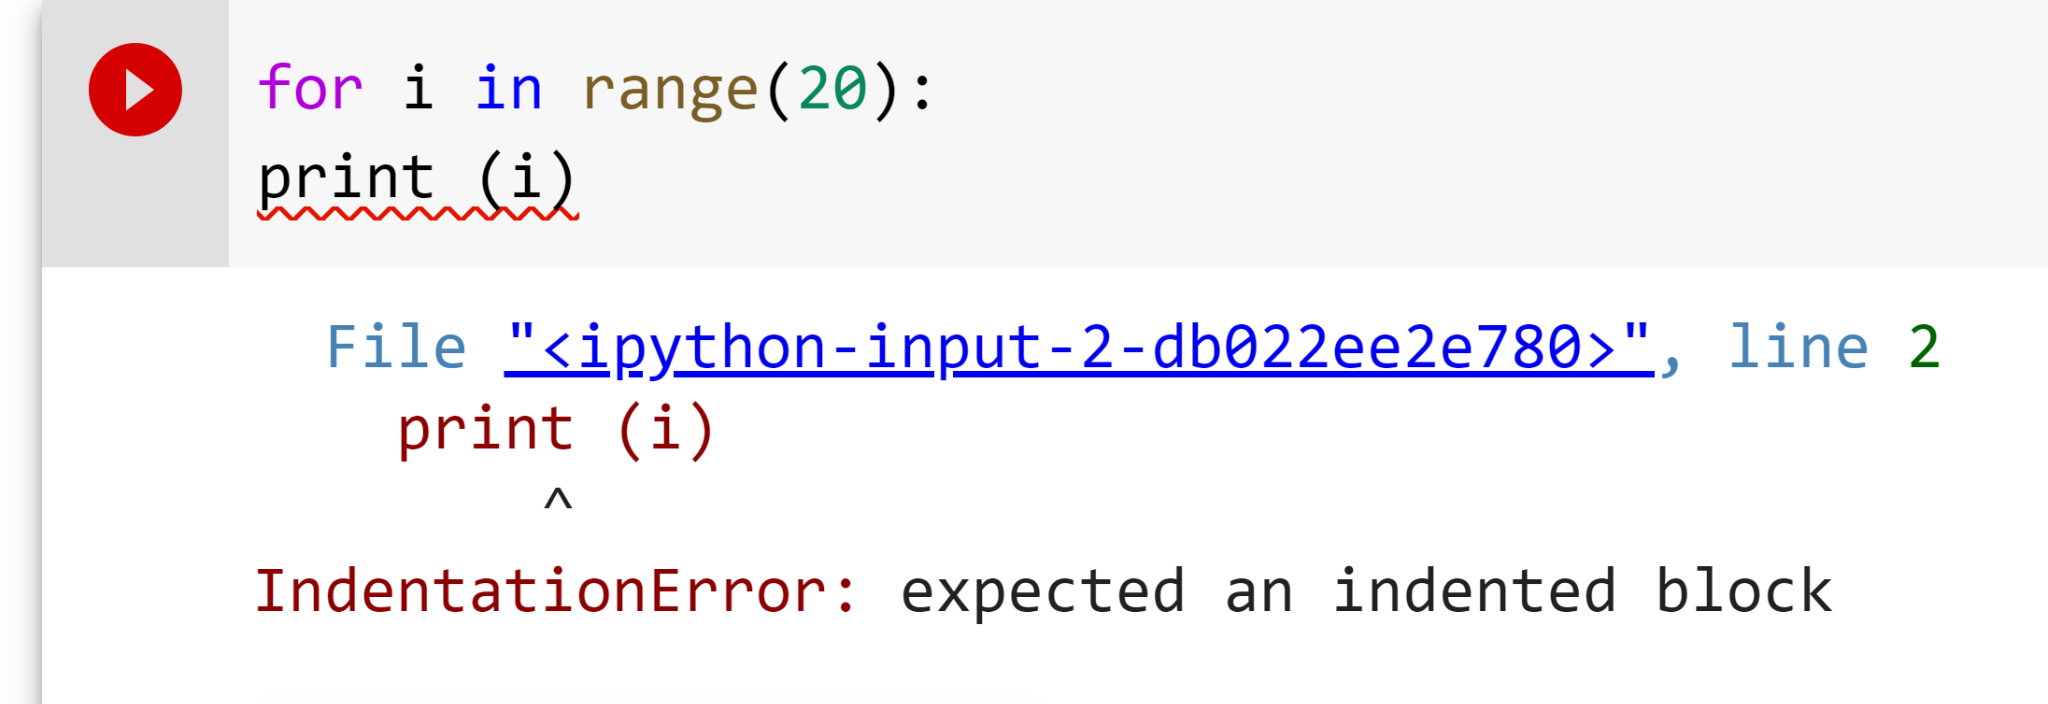 for i in range(20):
print (i)
File "<ipython-input-2-db022ee2e780>", line 2
print (i)
^
IndentationError: expected an indented block